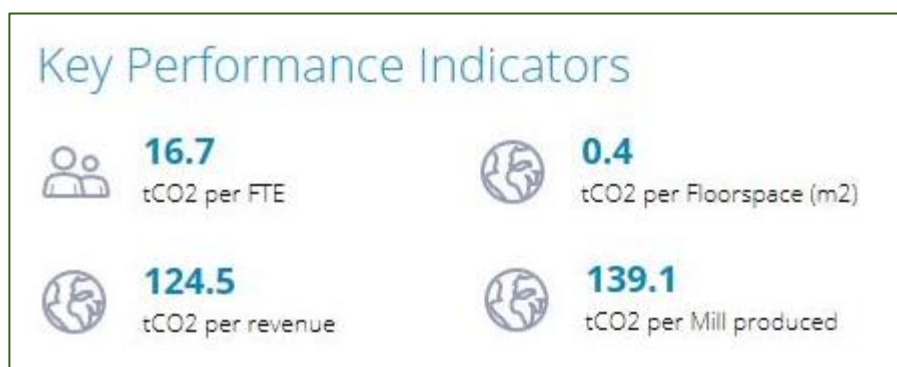 Key Performance Indicators
16.7
tCO2 per FTE
0.4
tCO2 per Floorspace (m2)
124.5
tCO2 per revenue
139.1
tCO2 per Mill produced